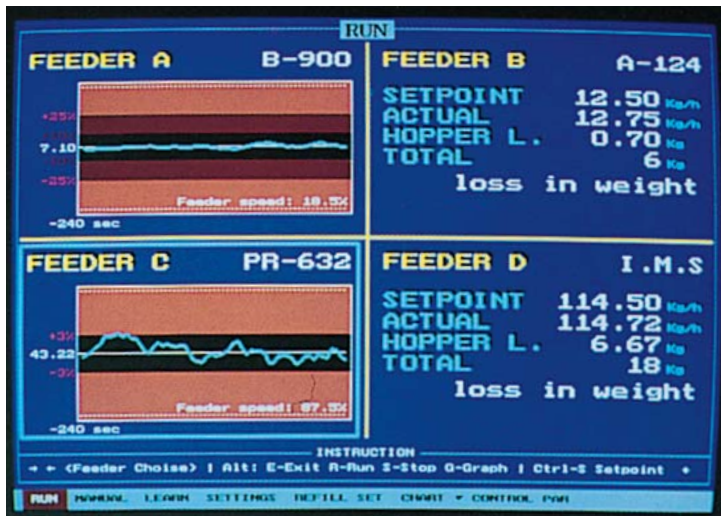 RUN
FEEDER A B-900
+25%
7.10
-25%
Feeder speed: 18.5%
-240 sec
FEEDER B A-124
SETPOINT 12.50 Kg/h
ACTUAL 12.75 Kg/h
HOPPER L. 0.70 Kg
TOTAL 6 Kg
loss in weight
FEEDER C PR-632
+3%
43.22
-3%
Feeder speed: 87.5%
-240 sec
FEEDER D I.M.S
SETPOINT 114.50 Kg/h
ACTUAL 114.72 Kg/h
HOPPER L. 6.67 Kg
TOTAL 18 Kg
loss in weight
INSTRUCTION
→ ← <Feeder Choise> | Alt: E-Exit R-Run S-Stop G-Graph | Ctrl-S Setpoint
RUN MANUAL LEARN SETTINGS REFILL SET CHART CONTROL PAR